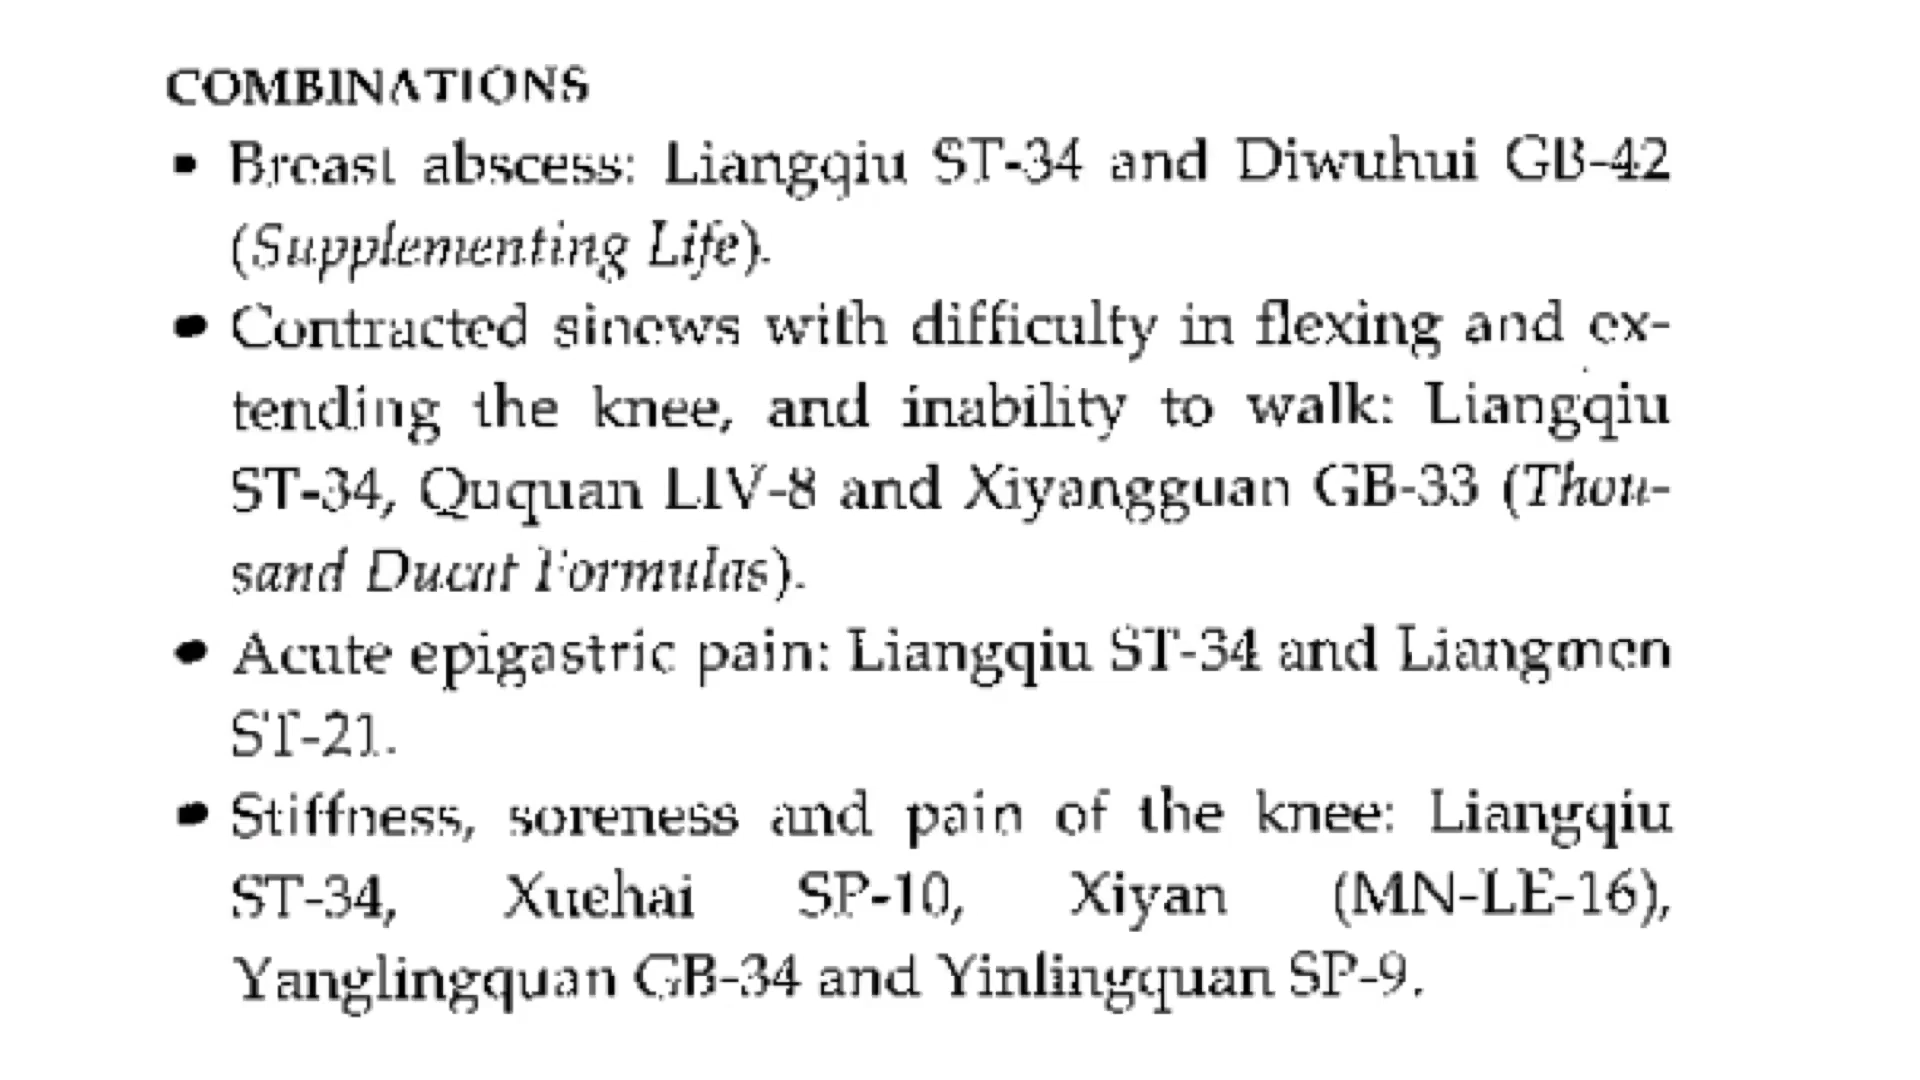 COMBINATIONS
• Breast abscess: Liangqiu ST-34 and Diwuhui GB-42
(Supplementing Life).
• Contracted sinews with difficulty in flexing and ex-
tending the knee, and inability to walk: Liangqiu
ST-34, Ququan LIV-8 and Xiyangguan GB-33 (Thou-
sand Ducat Formulas).
• Acute epigastric pain: Liangqiu ST-34 and Liangmen
ST-21.
• Stiffness, soreness and pain of the knee: Liangqiu
ST-34, Xuehai SP-10, Xiyan (MN-LE-16),
Yanglingquan GB-34 and Yinlingquan SP-9.